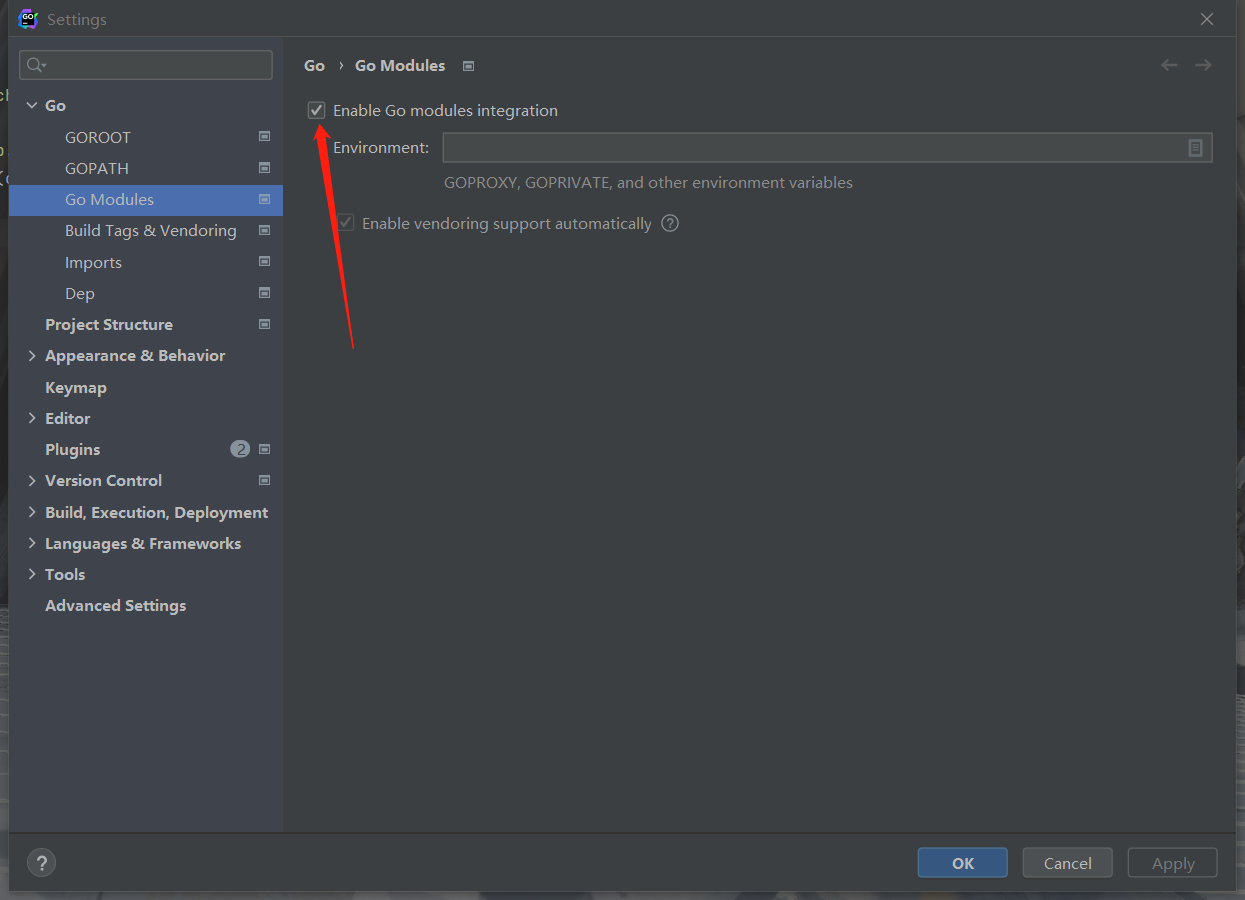 Settings
Go
GOROOT
GOPATH
Go Modules
Build Tags & Vendoring
Imports
Dep
Project Structure
Appearance & Behavior
Keymap
Editor
Plugins 2
Version Control
Build, Execution, Deployment
Languages & Frameworks
Tools
Advanced Settings
Go › Go Modules
Enable Go modules integration
Environment:
GOPROXY, GOPRIVATE, and other environment variables
Enable vendoring support automatically ?
?
OK
Cancel
Apply